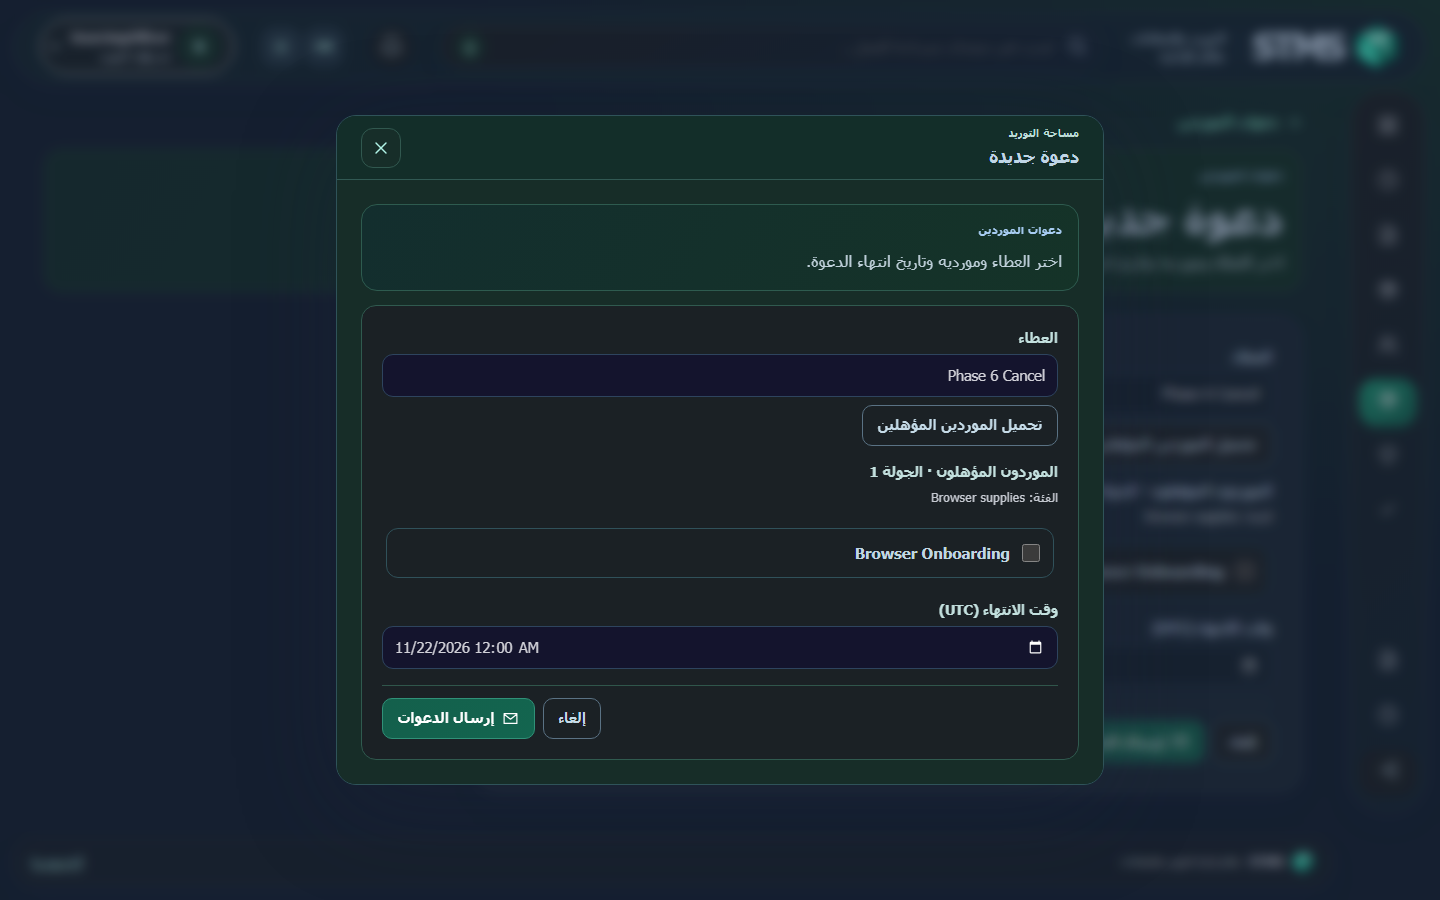 STMS
مساحة التوريد
دعوة جديدة
دعوات الموردين
اختر العطاء ومورديه وتاريخ انتهاء الدعوة.
العطاء
Phase 6 Cancel
تحميل الموردين المؤهلين
الموردون المؤهلون · الجولة 1
الفئة: Browser supplies
Browser Onboarding
وقت الانتهاء (UTC)
11/22/2026 12:00 AM
إرسال الدعوات
إلغاء